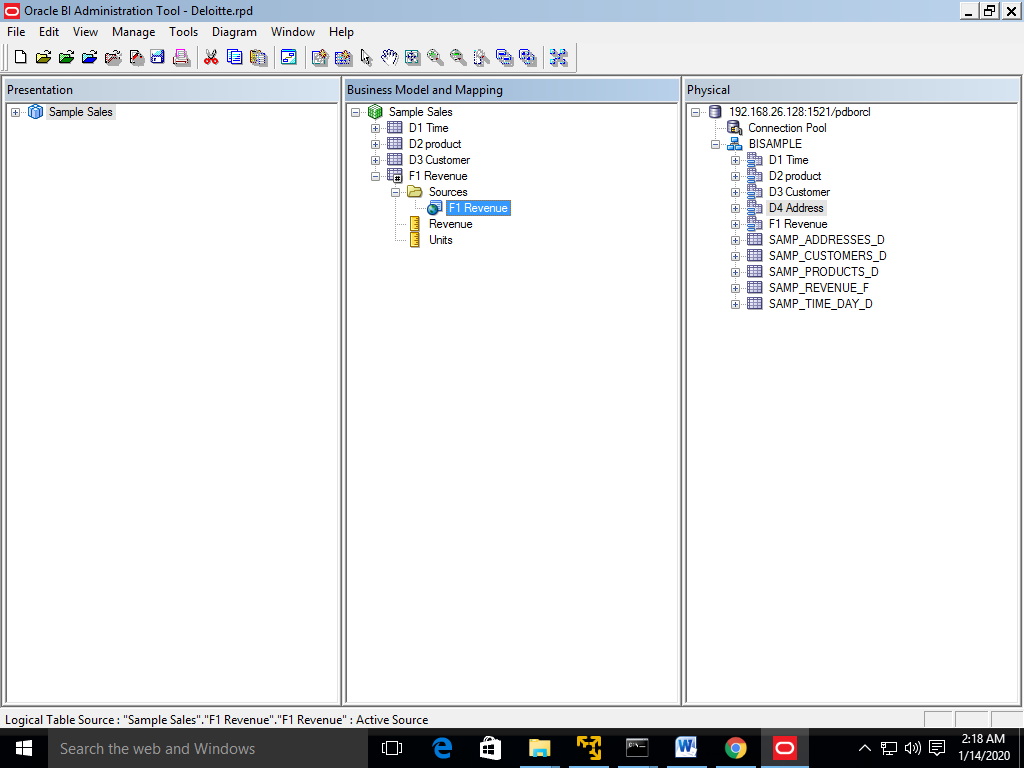 Oracle BI Administration Tool - Deloitte.rpd
File Edit View Manage Tools Diagram Window Help
Presentation
Sample Sales
Business Model and Mapping
Sample Sales
D1 Time
D2 product
D3 Customer
F1 Revenue
Sources
F1 Revenue
Revenue
Units
Physical
192.168.26.128:1521/pdborcl
Connection Pool
BISAMPLE
D1 Time
D2 product
D3 Customer
D4 Address
F1 Revenue
SAMP_ADDRESSES_D
SAMP_CUSTOMERS_D
SAMP_PRODUCTS_D
SAMP_REVENUE_F
SAMP_TIME_DAY_D
Logical Table Source : "Sample Sales"."F1 Revenue"."F1 Revenue" : Active Source
Search the web and Windows
2:18 AM
1/14/2020